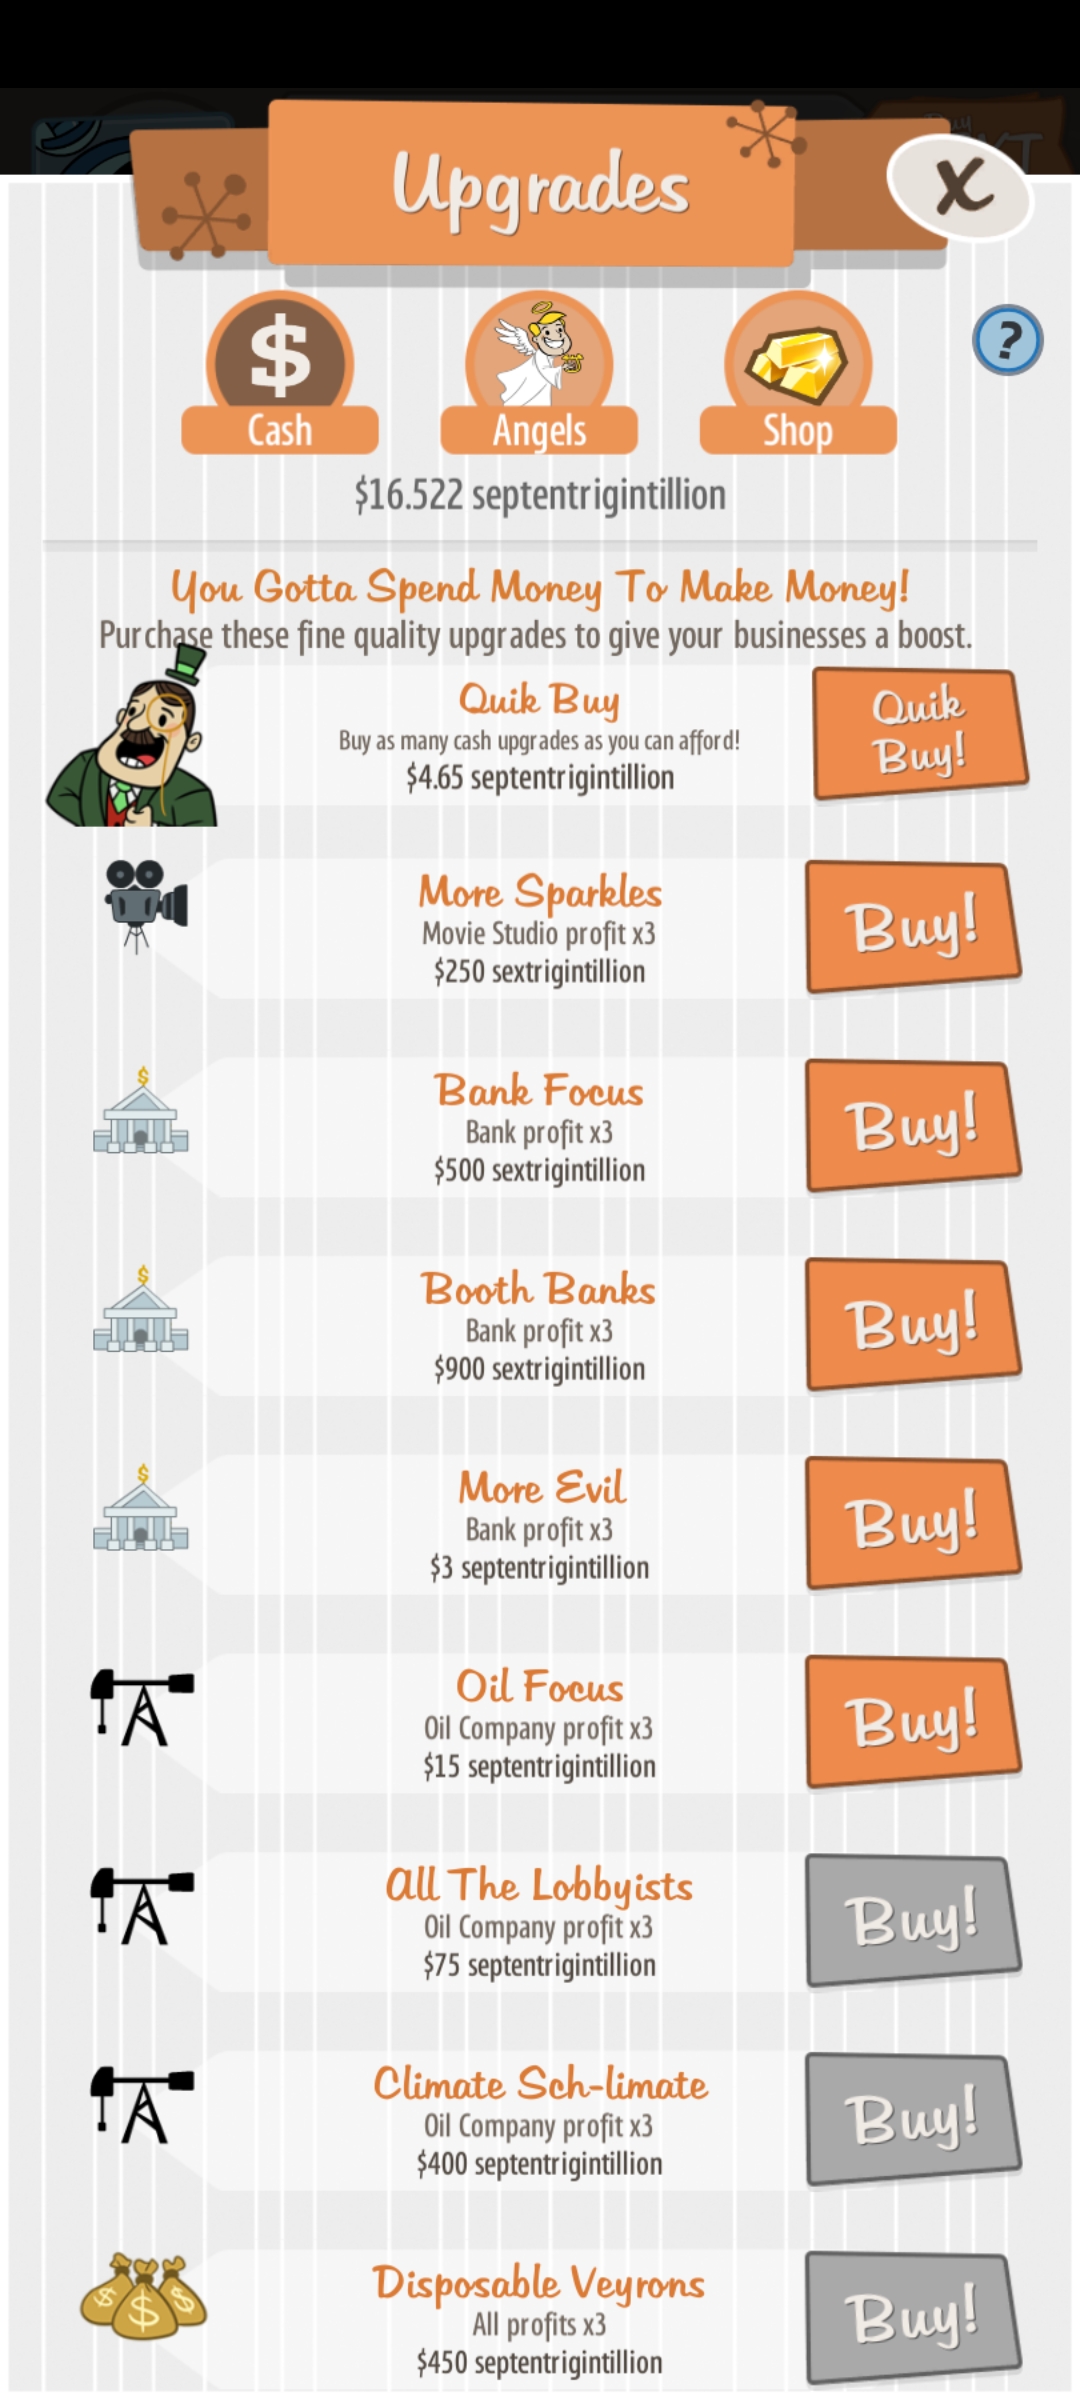 Upgrades
X
?
$
Cash
Angels
Shop
$16.522 septentrigintillion
You Gotta Spend Money To Make Money!
Purchase these fine quality upgrades to give your businesses a boost.
Quik Buy
Buy as many cash upgrades as you can afford!
$4.65 septentrigintillion
Quik
Buy!
More Sparkles
Movie Studio profit x3
$250 sextrigintillion
Buy!
Bank Focus
Bank profit x3
$500 sextrigintillion
Buy!
Booth Banks
Bank profit x3
$900 sextrigintillion
Buy!
More Evil
Bank profit x3
$3 septentrigintillion
Buy!
Oil Focus
Oil Company profit x3
$15 septentrigintillion
Buy!
All The Lobbyists
Oil Company profit x3
$75 septentrigintillion
Buy!
Climate Sch-limate
Oil Company profit x3
$400 septentrigintillion
Buy!
Disposable Veyrons
All profits x3
$450 septentrigintillion
Buy!